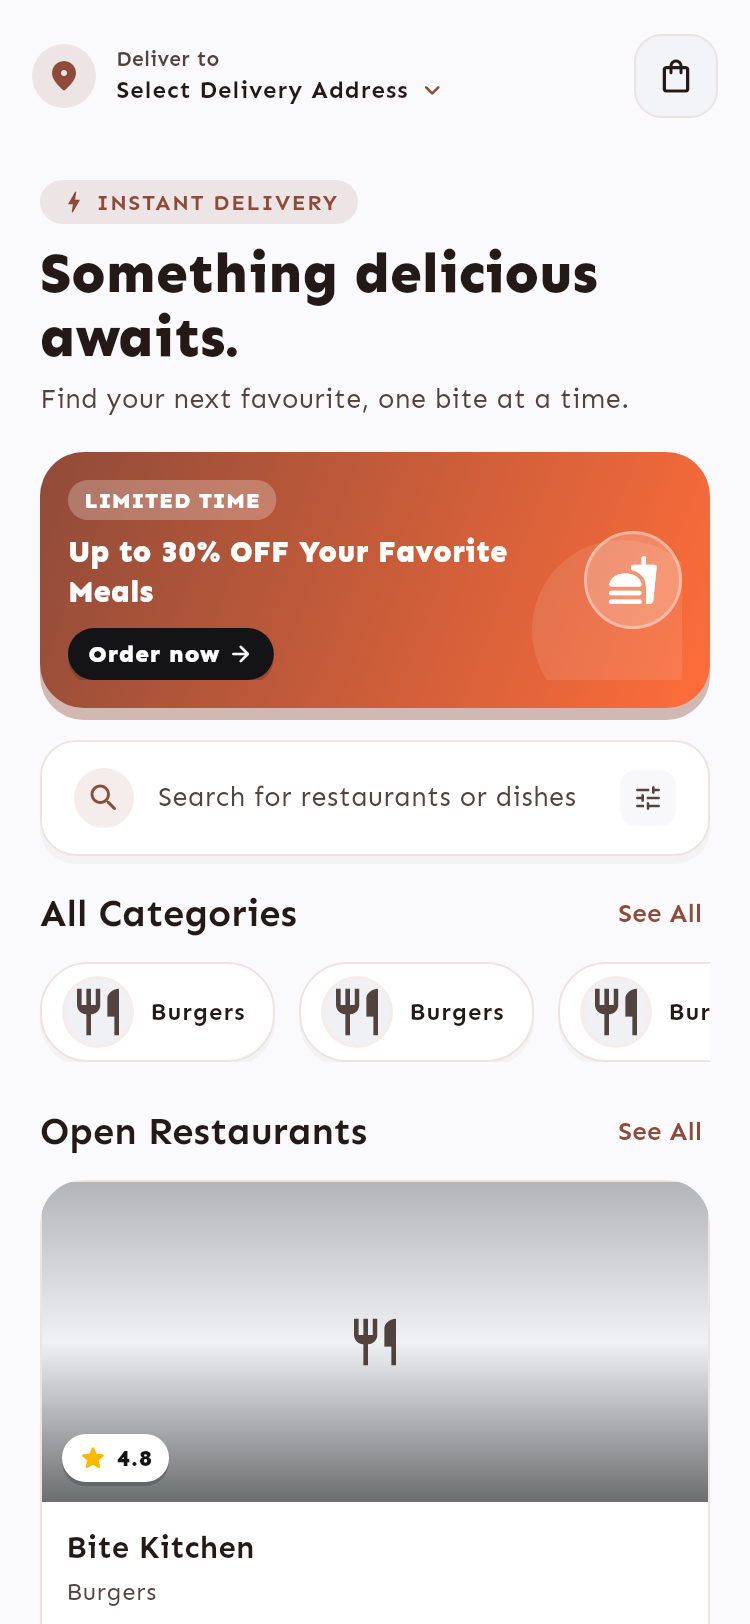 Deliver to
Select Delivery Address
INSTANT DELIVERY
Something delicious
awaits.
Find your next favourite, one bite at a time.
LIMITED TIME
Up to 30% OFF Your Favorite
Meals
Order now
Search for restaurants or dishes
All Categories See All
Burgers Burgers Bur
Open Restaurants See All
4.8
Bite Kitchen
Burgers